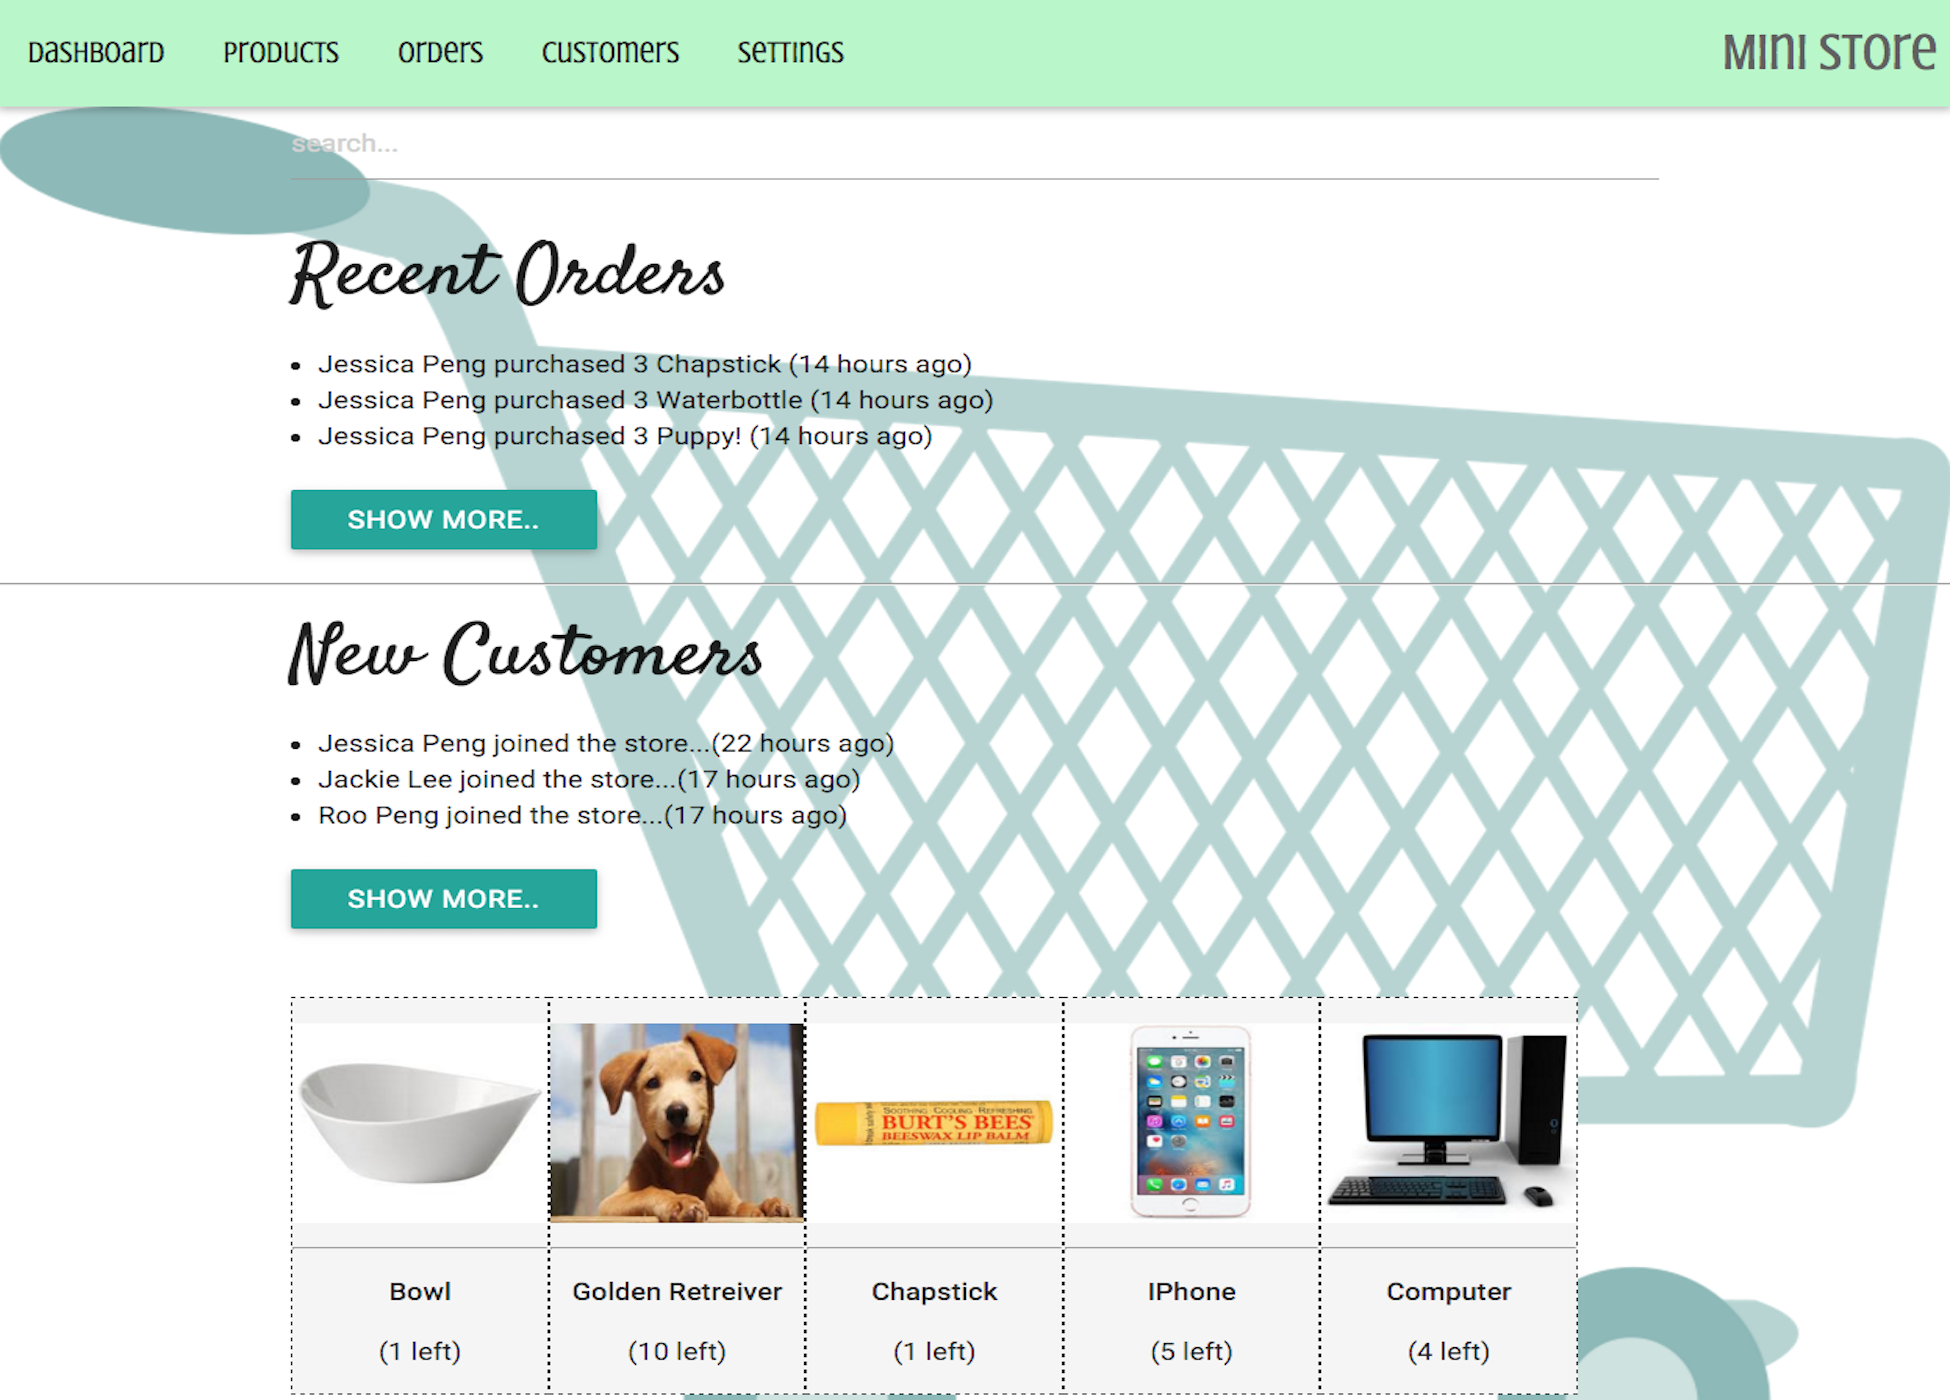 Dashboard Products Orders Customers Settings Mini Store
search...
Recent Orders
Jessica Peng purchased 3 Chapstick (14 hours ago)
Jessica Peng purchased 3 Waterbottle (14 hours ago)
Jessica Peng purchased 3 Puppy! (14 hours ago)
SHOW MORE..
New Customers
Jessica Peng joined the store...(22 hours ago)
Jackie Lee joined the store...(17 hours ago)
Roo Peng joined the store...(17 hours ago)
SHOW MORE..
SOOTHING · COOLING · REFRESHING
BURT'S BEES
BEESWAX LIP BALM
Bowl Golden Retreiver Chapstick IPhone Computer
(1 left) (10 left) (1 left) (5 left) (4 left)